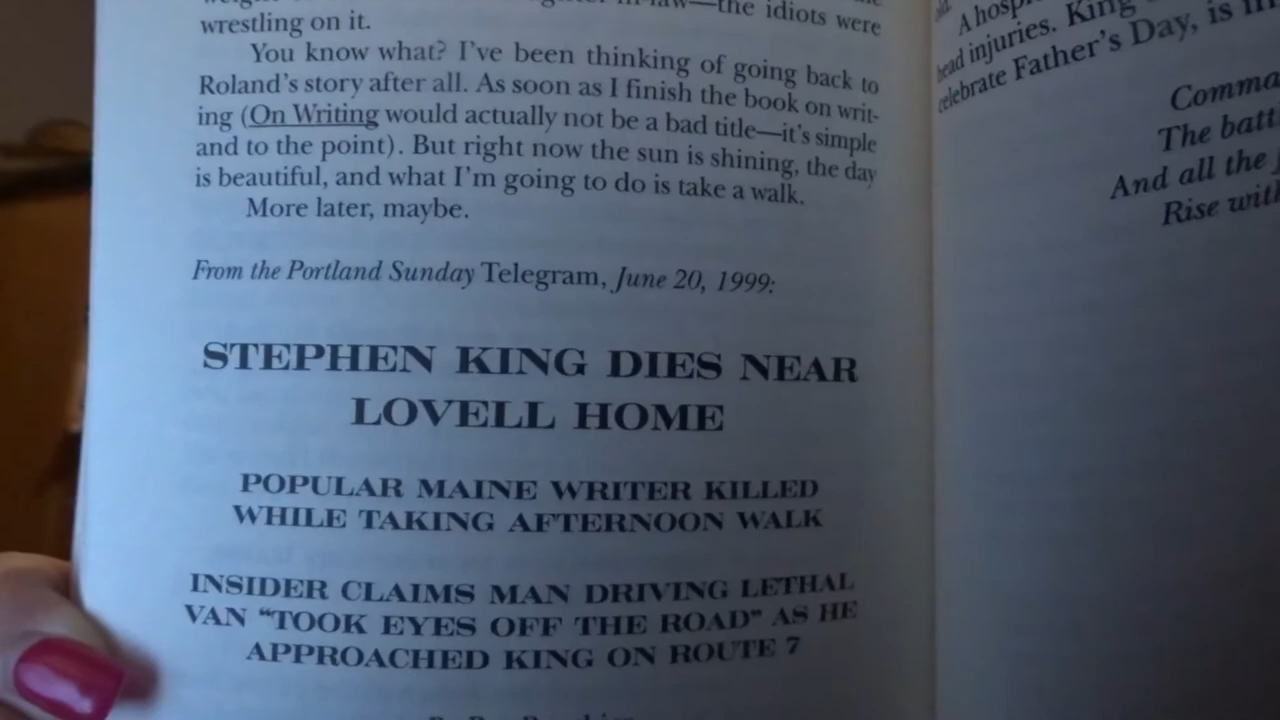 in-law—the idiots were
wrestling on it.
You know what? I've been thinking of going back to
Roland's story after all. As soon as I finish the book on writ-
ing (On Writing would actually not be a bad title—it's simple
and to the point). But right now the sun is shining, the day
is beautiful, and what I'm going to do is take a walk.
More later, maybe.
From the Portland Sunday Telegram, June 20, 1999:
STEPHEN KING DIES NEAR
LOVELL HOME
POPULAR MAINE WRITER KILLED
WHILE TAKING AFTERNOON WALK
INSIDER CLAIMS MAN DRIVING LETHAL
VAN "TOOK EYES OFF THE ROAD" AS HE
APPROACHED KING ON ROUTE 7
A
head injuries. King
celebrate Father's Day, is
The
And all the
Rise